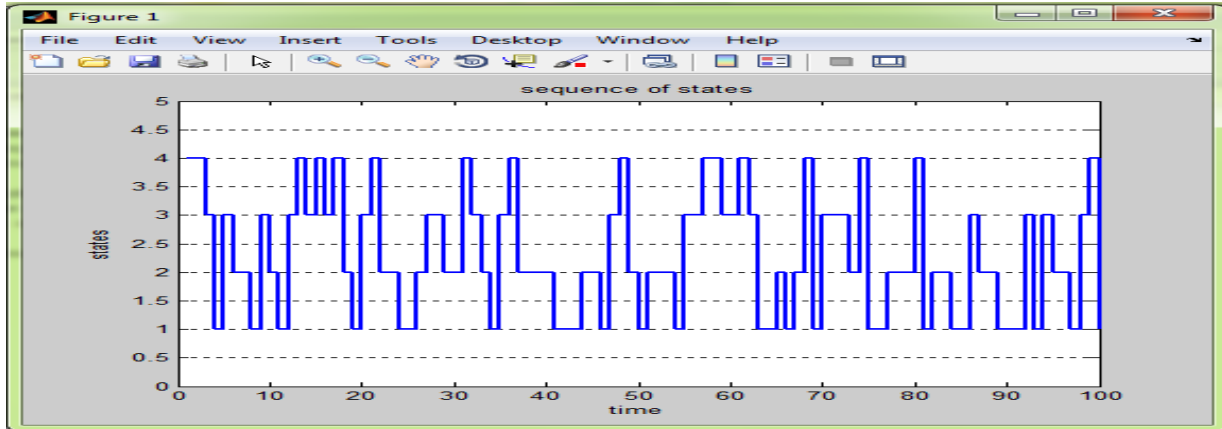 Figure 1
File Edit View Insert Tools Desktop Window Help
sequence of states
5
4.5
4
3.5
3
2.5
2
1.5
1
0.5
0
states
0 10 20 30 40 50 60 70 80 90 100
time